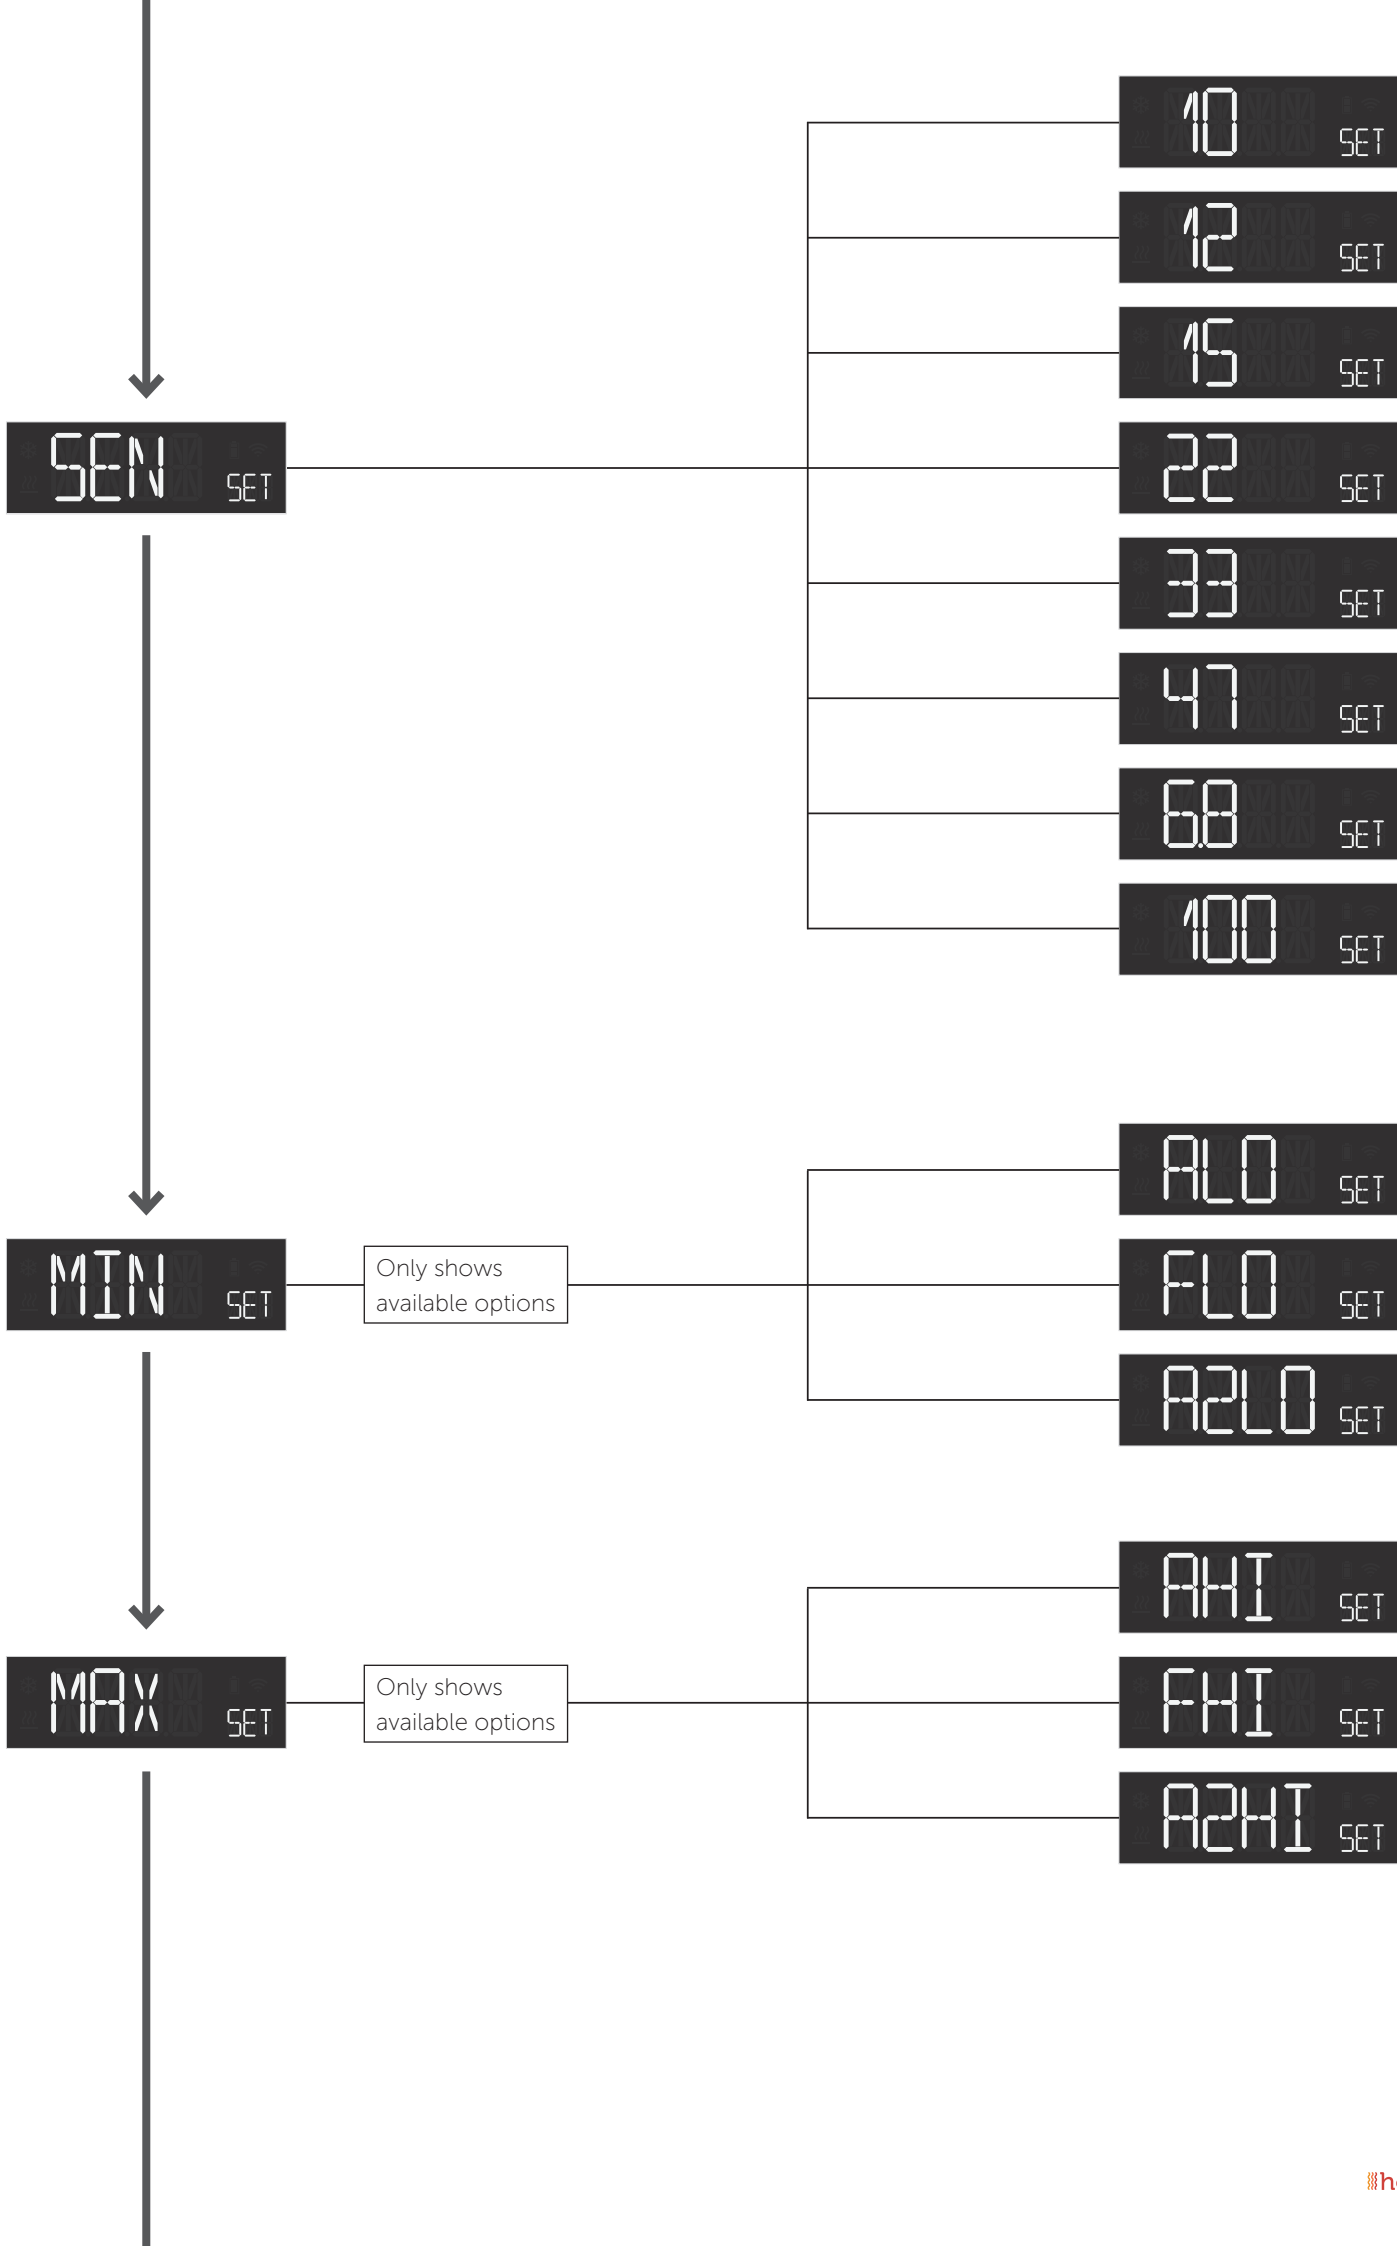 10
SET
12
SET
15
SET
SEN
SET
22
SET
33
SET
47
SET
6.8
SET
100
SET
ALO
SET
MIN
SET
Only shows
available options
FLO
SET
A2LO
SET
AHI
SET
MAX
SET
Only shows
available options
FHI
SET
A2HI
SET